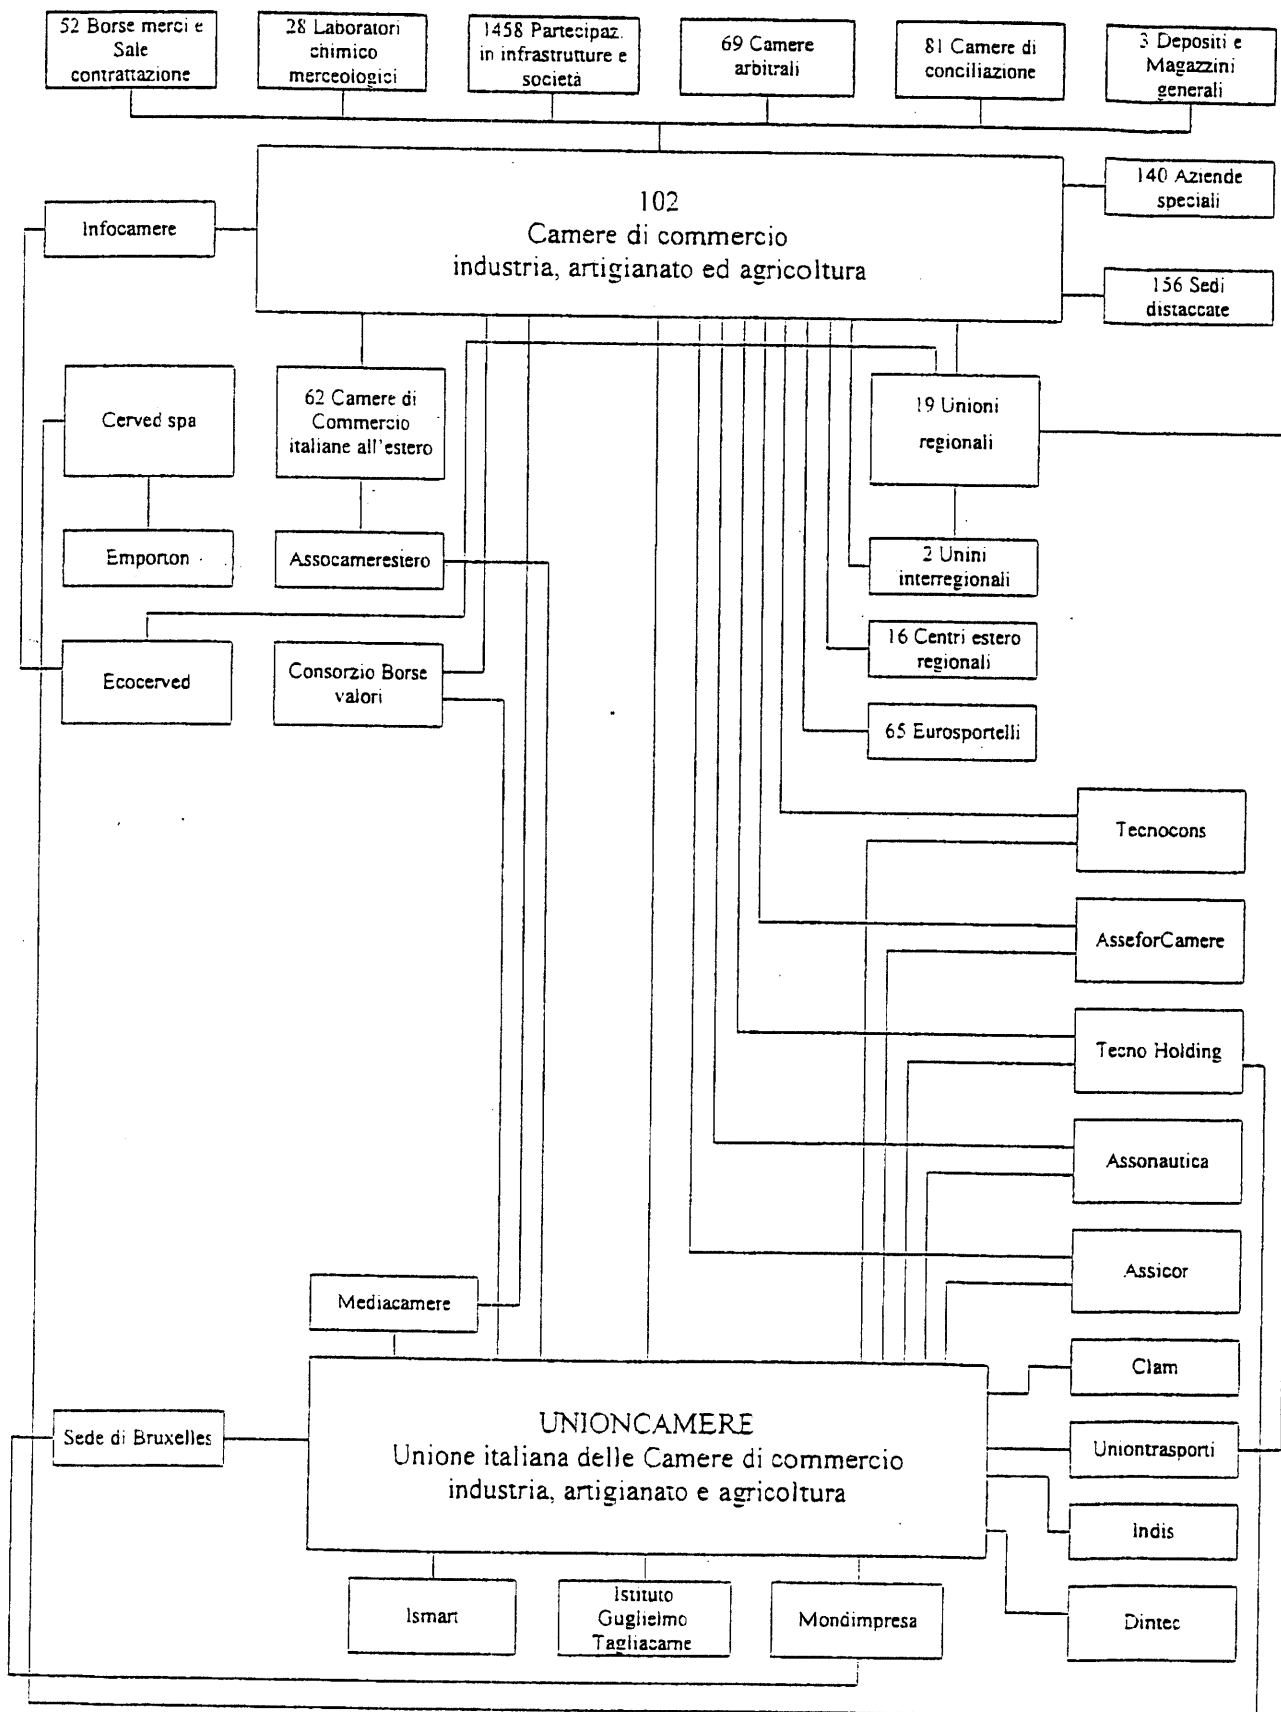 52 Borse merci e
Sale
contrattazione
28 Laboratori
chimico
merceologici
1458 Partecipaz.
in infrastrutture e
società
69 Camere
arbitrali
81 Camere di
conciliazione
3 Depositi e
Magazzini
generali
102
Camere di commercio
industria, artigianato ed agricoltura
140 Aziende
speciali
Infocamere
156 Sedi
distaccate
Cerved spa
62 Camere di
Commercio
italiane all'estero
19 Unioni
regionali
Emporton
Assocamerestero
2 Unini
interregionali
Ecocerved
Consorzio Borse
valori
16 Centri estero
regionali
65 Eurosportelli
Tecnocons
AsseforCamere
Tecno Holding
Assonautica
Assicor
Mediacamere
Clam
Sede di Bruxelles
UNIONCAMERE
Unione italiana delle Camere di commercio
industria, artigianato e agricoltura
Uniontrasporti
Indis
Ismart
Istituto
Guglielmo
Tagliacarne
Mondimpresa
Dintec